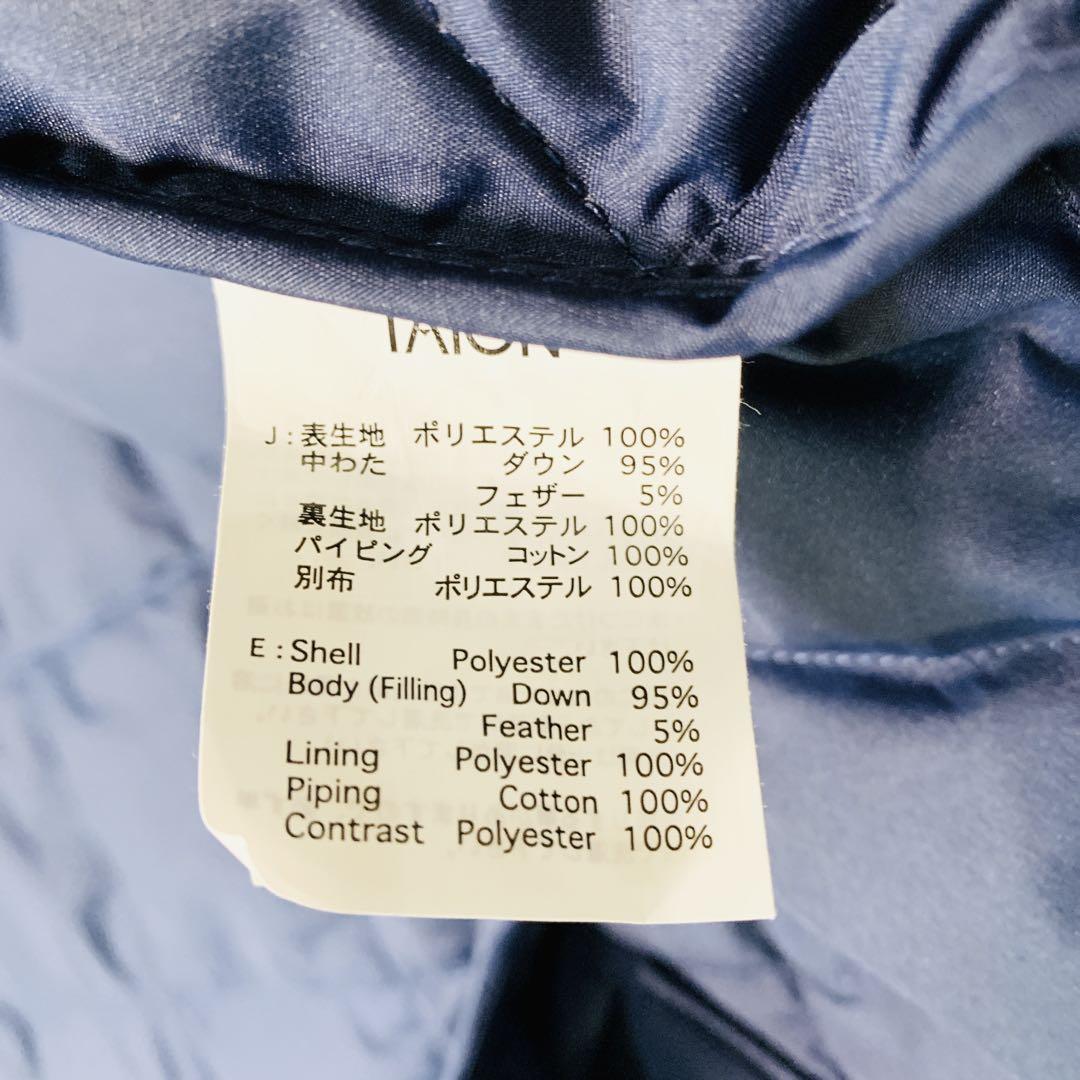 TAION
J : 表生地 ポリエステル 100%
中わた ダウン 95%
フェザー 5%
裏生地 ポリエステル 100%
パイピング コットン 100%
別布 ポリエステル 100%
E : Shell Polyester 100%
Body (Filling) Down 95%
Feather 5%
Lining Polyester 100%
Piping Cotton 100%
Contrast Polyester 100%